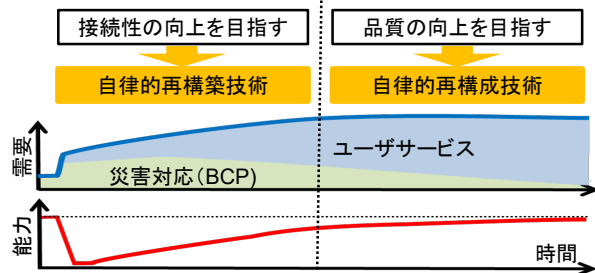 接続性の向上を目指す
品質の向上を目指す
自律的再構築技術
自律的再構成技術
需要
ユーザサービス
災害対応(BCP)
能力
時間